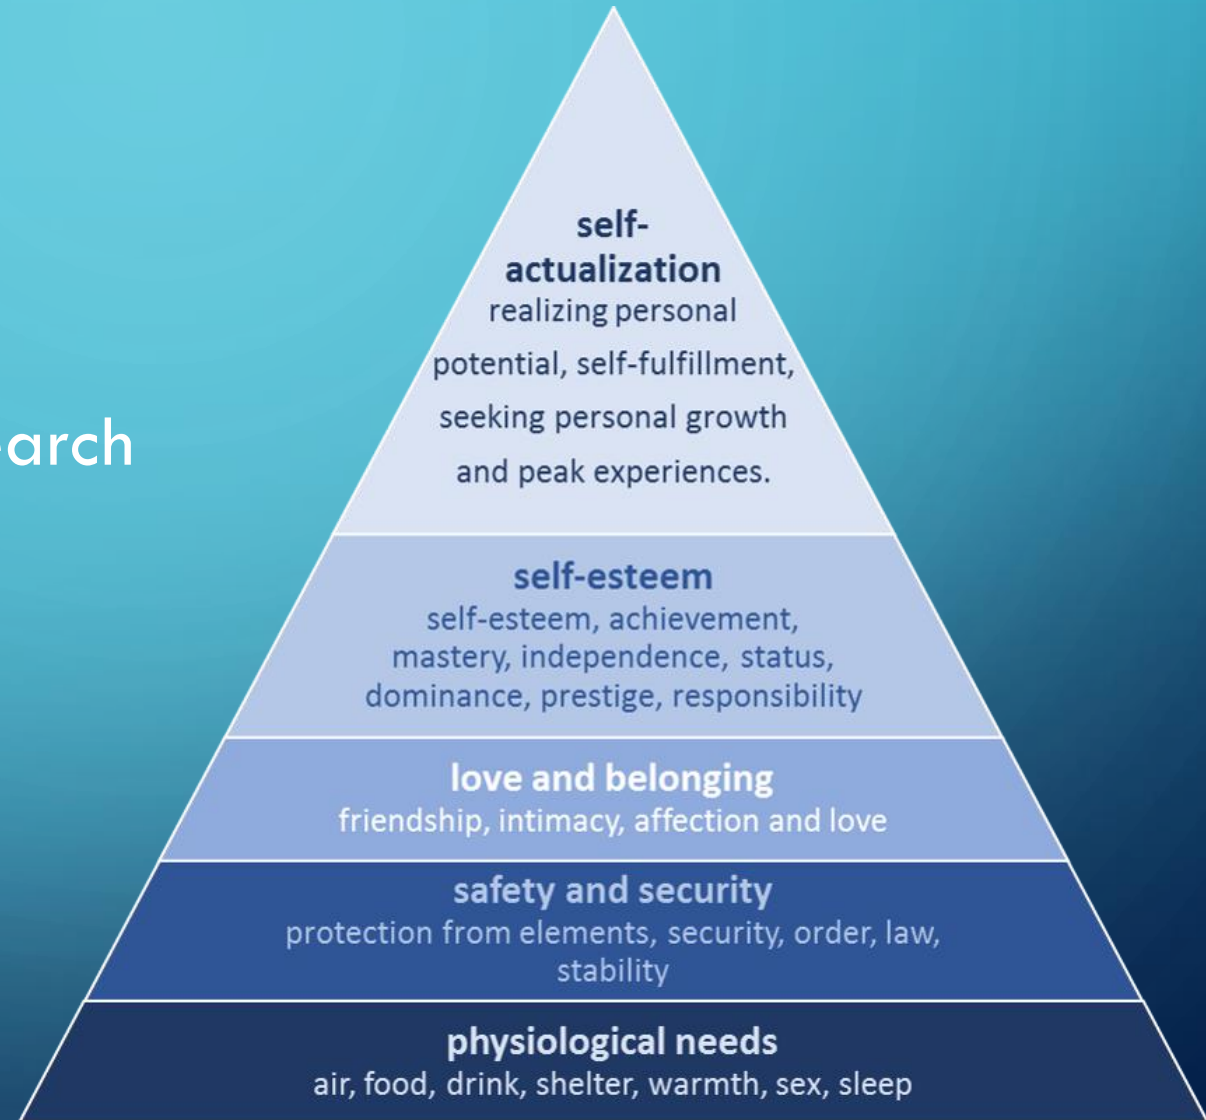 self-
actualization
realizing personal
potential, self-fulfillment,
seeking personal growth
and peak experiences.
self-esteem
self-esteem, achievement,
mastery, independence, status,
dominance, prestige, responsibility
love and belonging
friendship, intimacy, affection and love
safety and security
protection from elements, security, order, law,
stability
physiological needs
air, food, drink, shelter, warmth, sex, sleep